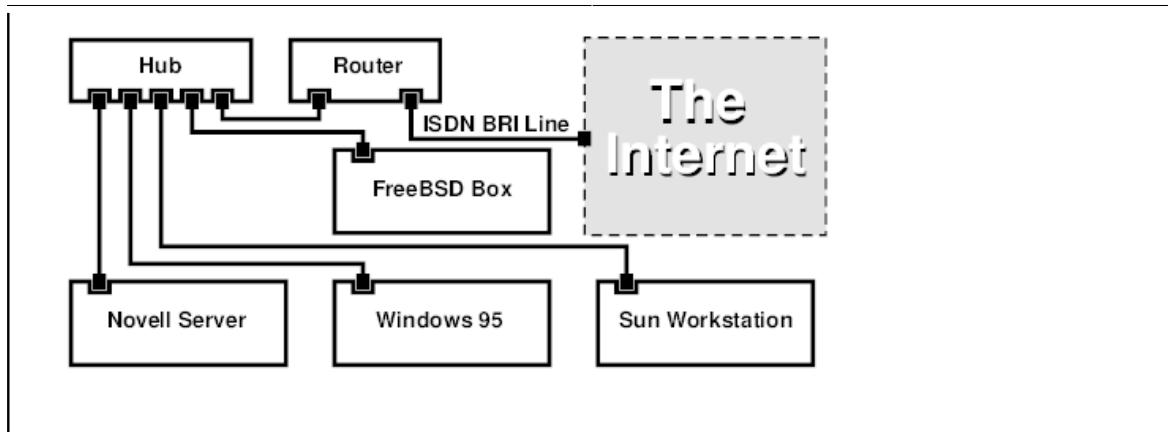 Hub
Router
The
Internet
ISDN BRI Line
FreeBSD Box
Novell Server
Windows 95
Sun Workstation